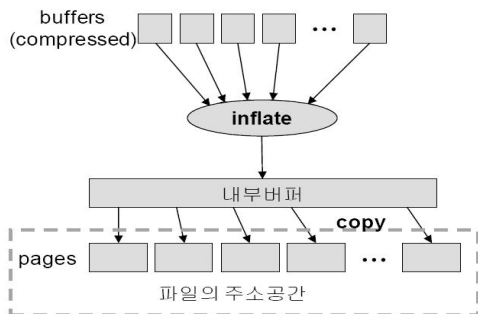 buffers
(compressed)
...
inflate
내부버퍼
copy
pages
...
파일의 주소공간